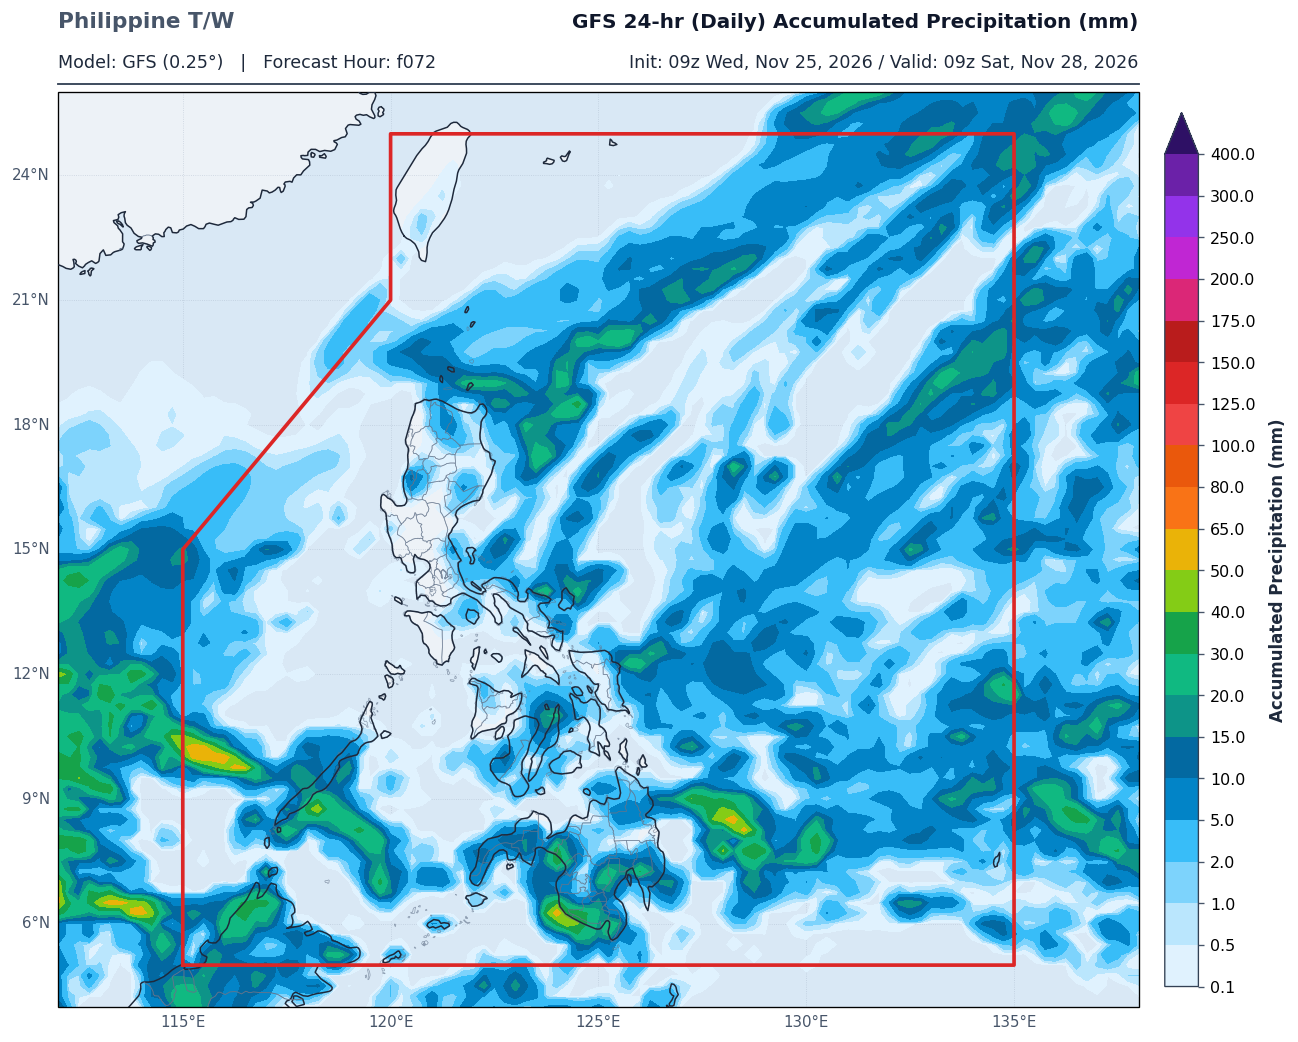 Philippine T/W
GFS 24-hr (Daily) Accumulated Precipitation (mm)
Model: GFS (0.25°)   |   Forecast Hour: f072
Init: 09z Wed, Nov 25, 2026 / Valid: 09z Sat, Nov 28, 2026
24°N
21°N
18°N
15°N
12°N
9°N
6°N
115°E
120°E
125°E
130°E
135°E
400.0
300.0
250.0
200.0
175.0
150.0
125.0
100.0
80.0
65.0
50.0
40.0
30.0
20.0
15.0
10.0
5.0
2.0
1.0
0.5
0.1
Accumulated Precipitation (mm)